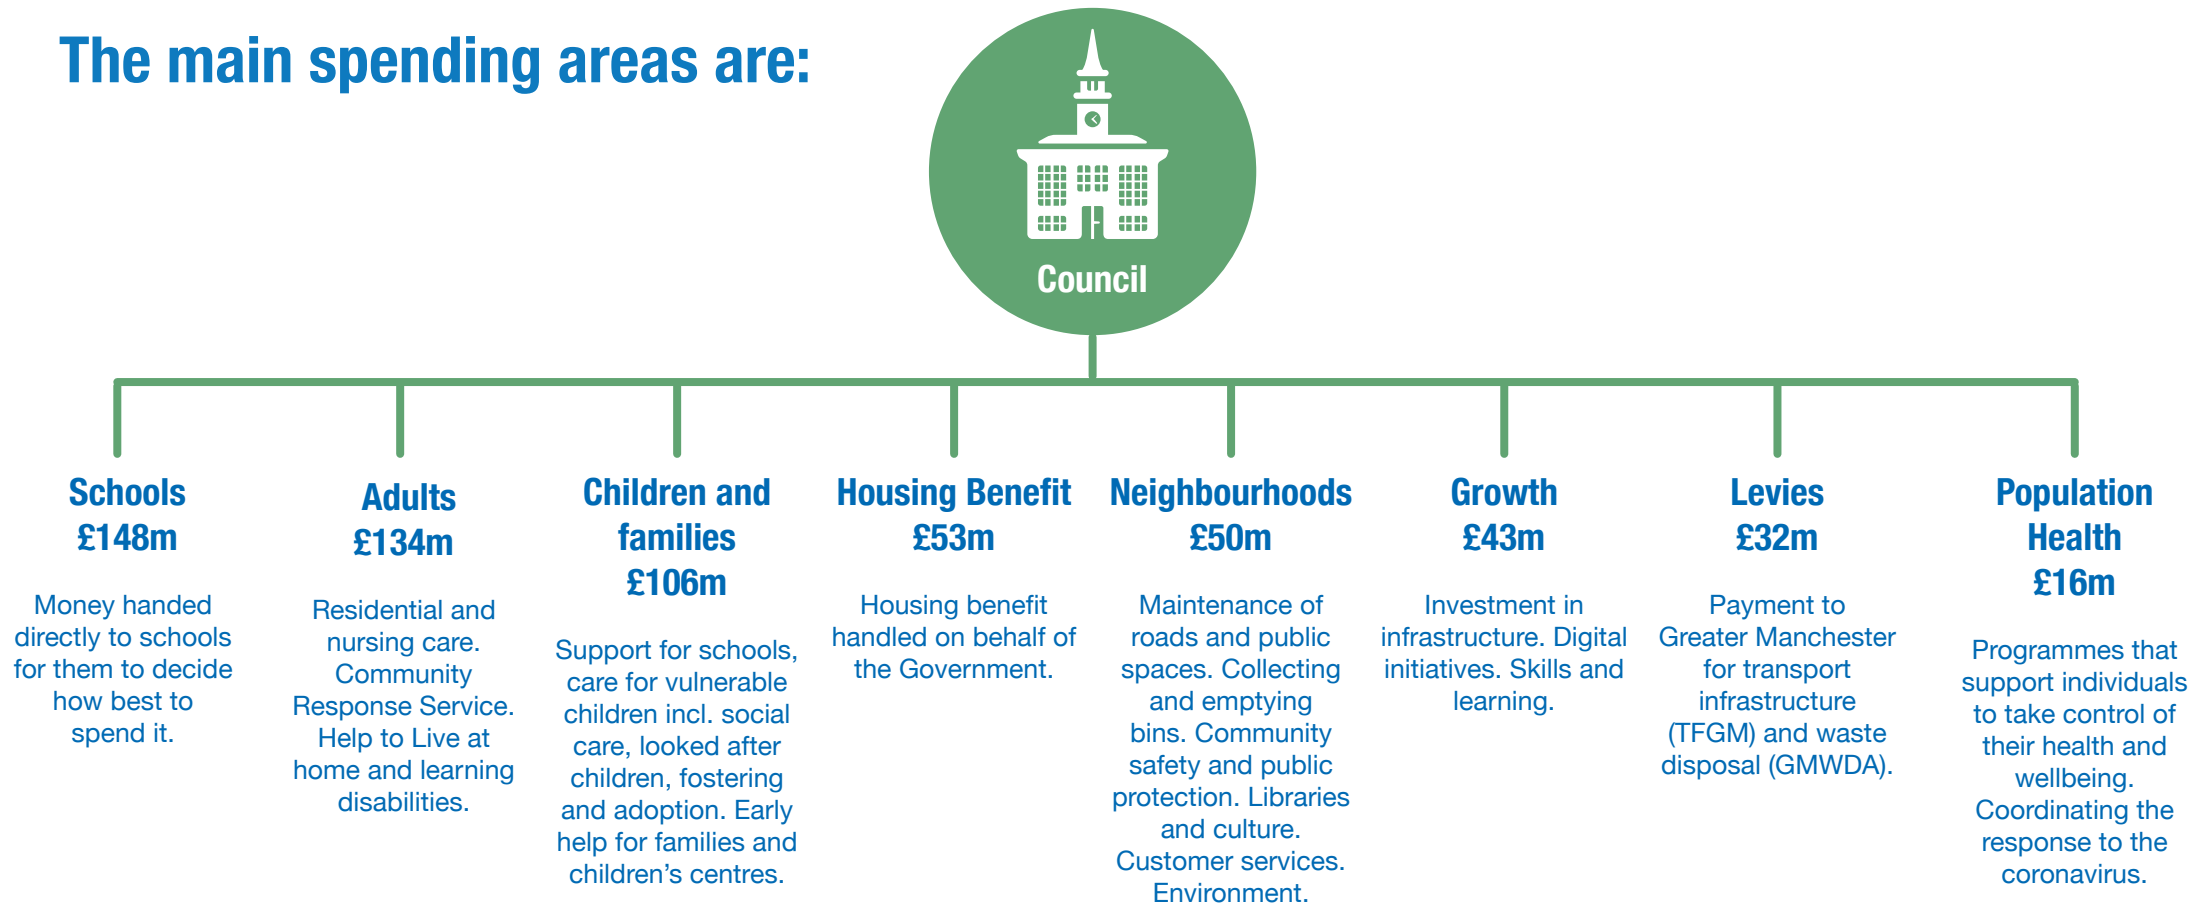 The main spending areas are:
Council
Schools
£148m
Money handed
directly to schools
for them to decide
how best to
spend it.
Adults
£134m
Residential and
nursing care.
Community
Response Service.
Help to Live at
home and learning
disabilities.
Children and
families
£106m
Support for schools,
care for vulnerable
children incl. social
care, looked after
children, fostering
and adoption. Early
help for families and
children’s centres.
Housing Benefit
£53m
Housing benefit
handled on behalf of
the Government.
Neighbourhoods
£50m
Maintenance of
roads and public
spaces. Collecting
and emptying
bins. Community
safety and public
protection. Libraries
and culture.
Customer services.
Environment.
Growth
£43m
Investment in
infrastructure. Digital
initiatives. Skills and
learning.
Levies
£32m
Payment to
Greater Manchester
for transport
infrastructure
(TFGM) and waste
disposal (GMWDA).
Population
Health
£16m
Programmes that
support individuals
to take control of
their health and
wellbeing.
Coordinating the
response to the
coronavirus.